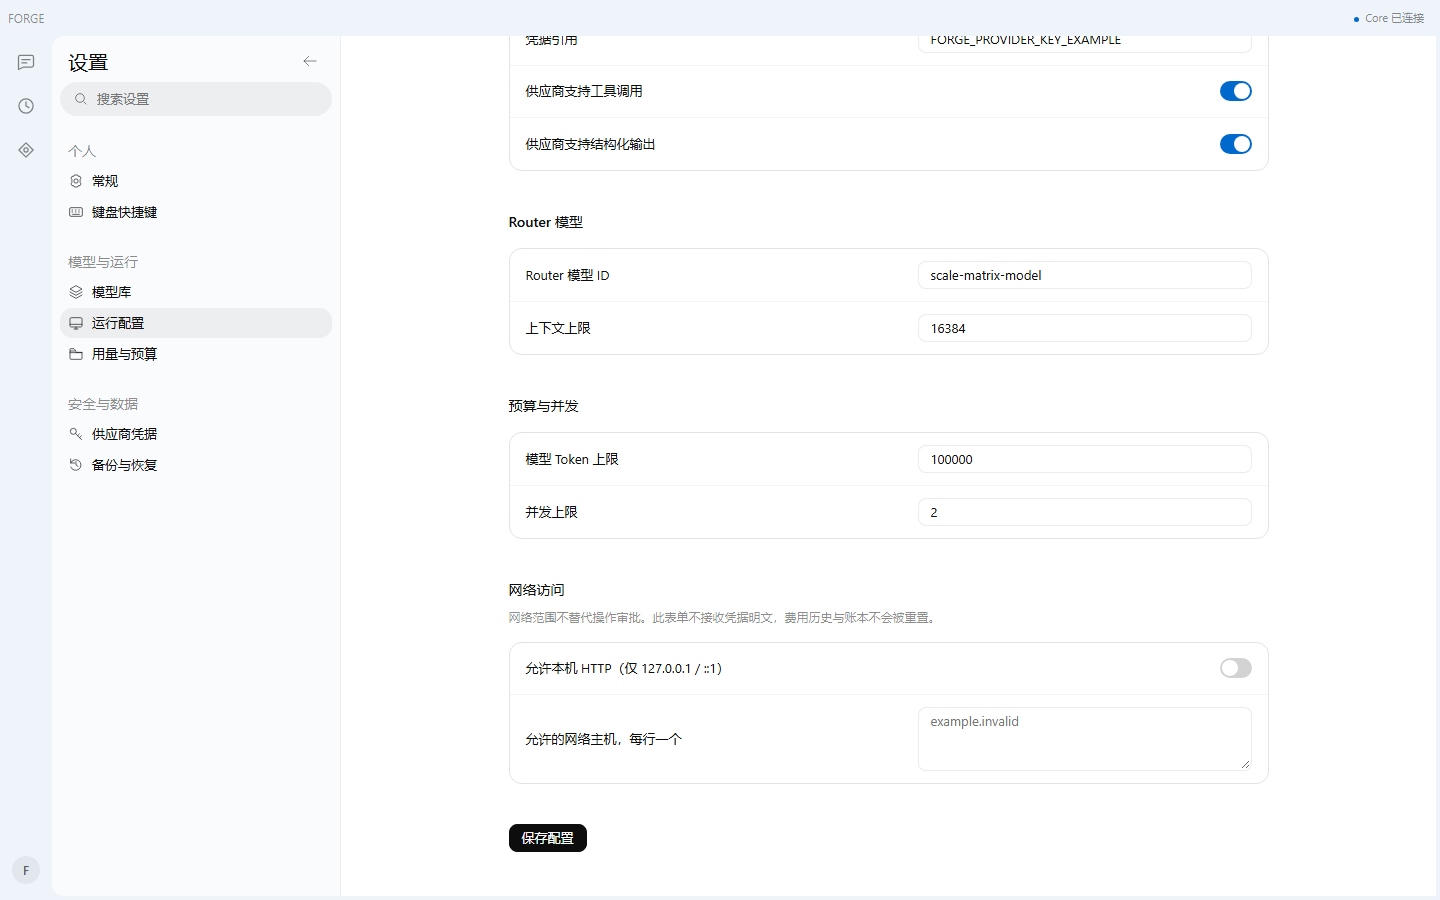 FORGE
Core 已连接
设置
搜索设置
个人
常规
键盘快捷键
模型与运行
模型库
运行配置
用量与预算
安全与数据
供应商凭据
备份与恢复
F
凭据引用
FORGE_PROVIDER_KEY_EXAMPLE
供应商支持工具调用
供应商支持结构化输出
Router 模型
Router 模型 ID
scale-matrix-model
上下文上限
16384
预算与并发
模型 Token 上限
100000
并发上限
2
网络访问
网络范围不替代操作审批。此表单不接收凭据明文，费用历史与账本不会被重置。
允许本机 HTTP（仅 127.0.0.1 / ::1）
允许的网络主机，每行一个
example.invalid
保存配置